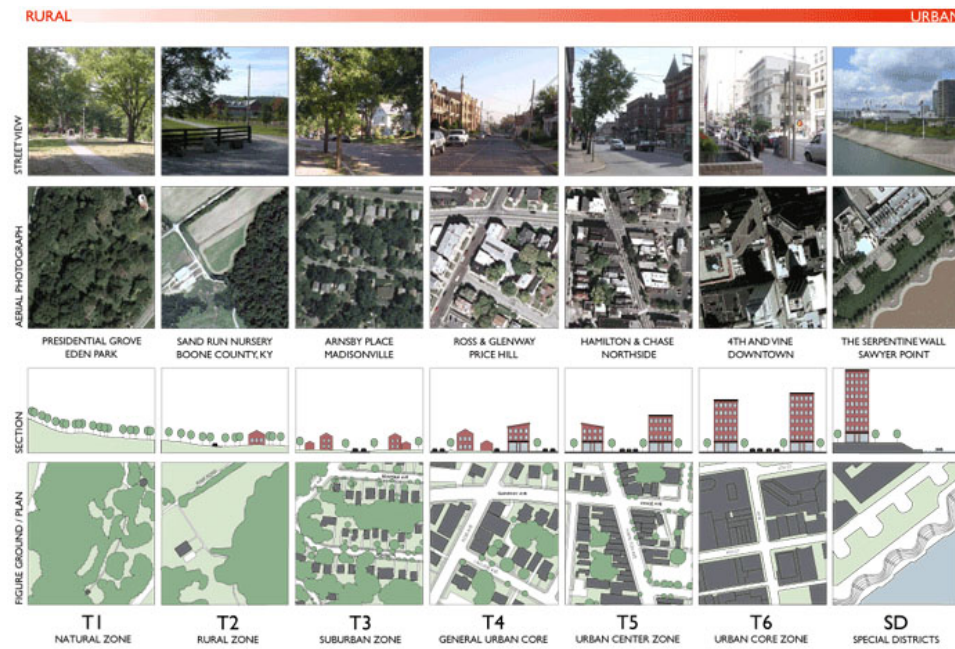 RURAL
URBAN
STREET VIEW
AERIAL PHOTOGRAPH
PRESIDENTIAL GROVE
EDEN PARK
SAND RUN NURSERY
BOONE COUNTY, KY
ARNSBY PLACE
MADISONVILLE
ROSS & GLENWAY
PRICE HILL
HAMILTON & CHASE
NORTHSIDE
4TH AND VINE
DOWNTOWN
THE SERPENTINE WALL
SAWYER POINT
SECTION
FIGURE GROUND / PLAN
T1
NATURAL ZONE
T2
RURAL ZONE
T3
SUBURBAN ZONE
T4
GENERAL URBAN CORE
T5
URBAN CENTER ZONE
T6
URBAN CORE ZONE
SD
SPECIAL DISTRICTS